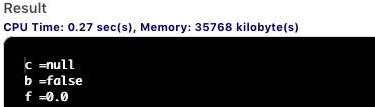 Result
CPU Time: 0.27 sec(s), Memory: 35768 kilobyte(s)
c =null
b =false
f =0.0